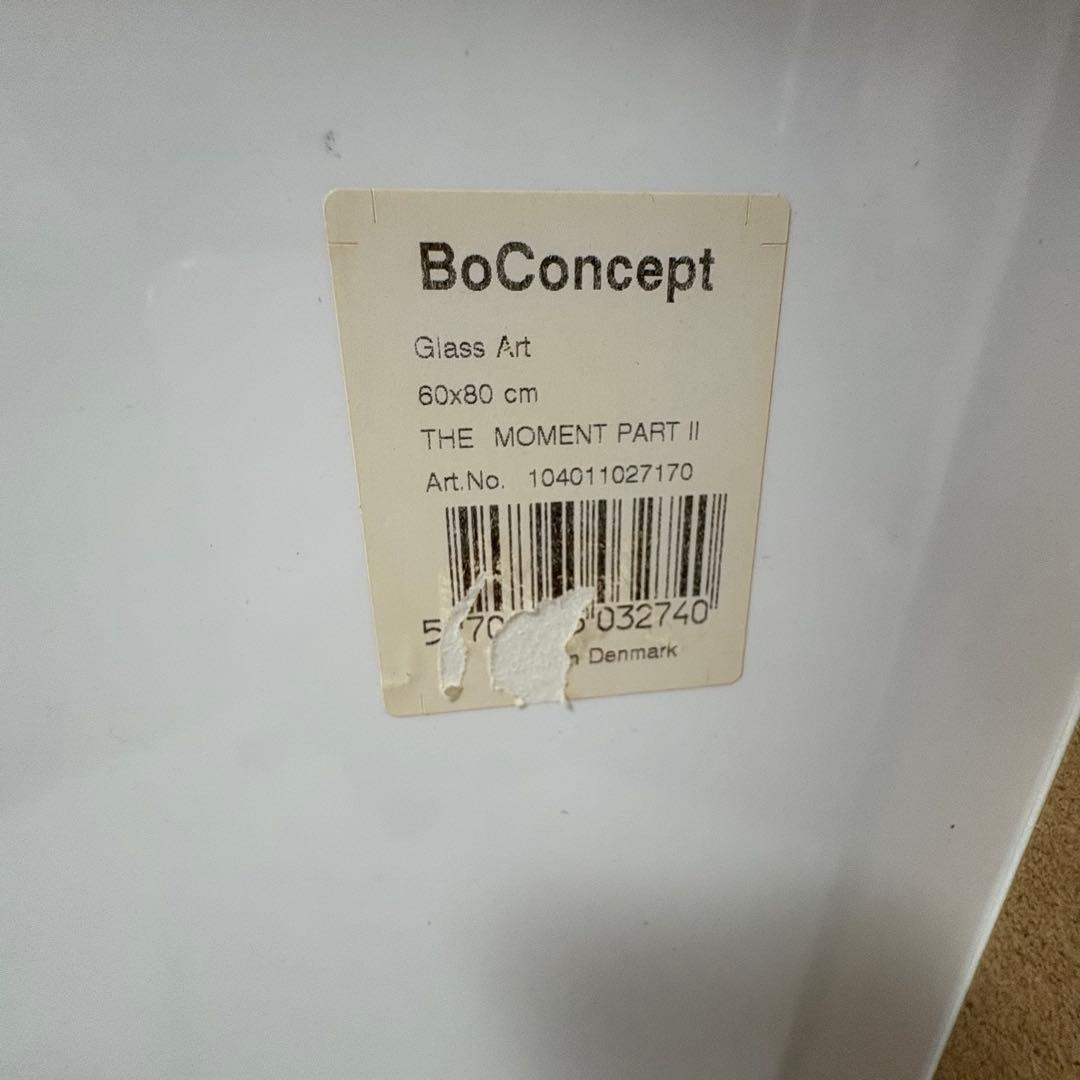 BoConcept
Glass Art
60x80 cm
THE MOMENT PART II
Art.No. 104011027170
032740
Denmark